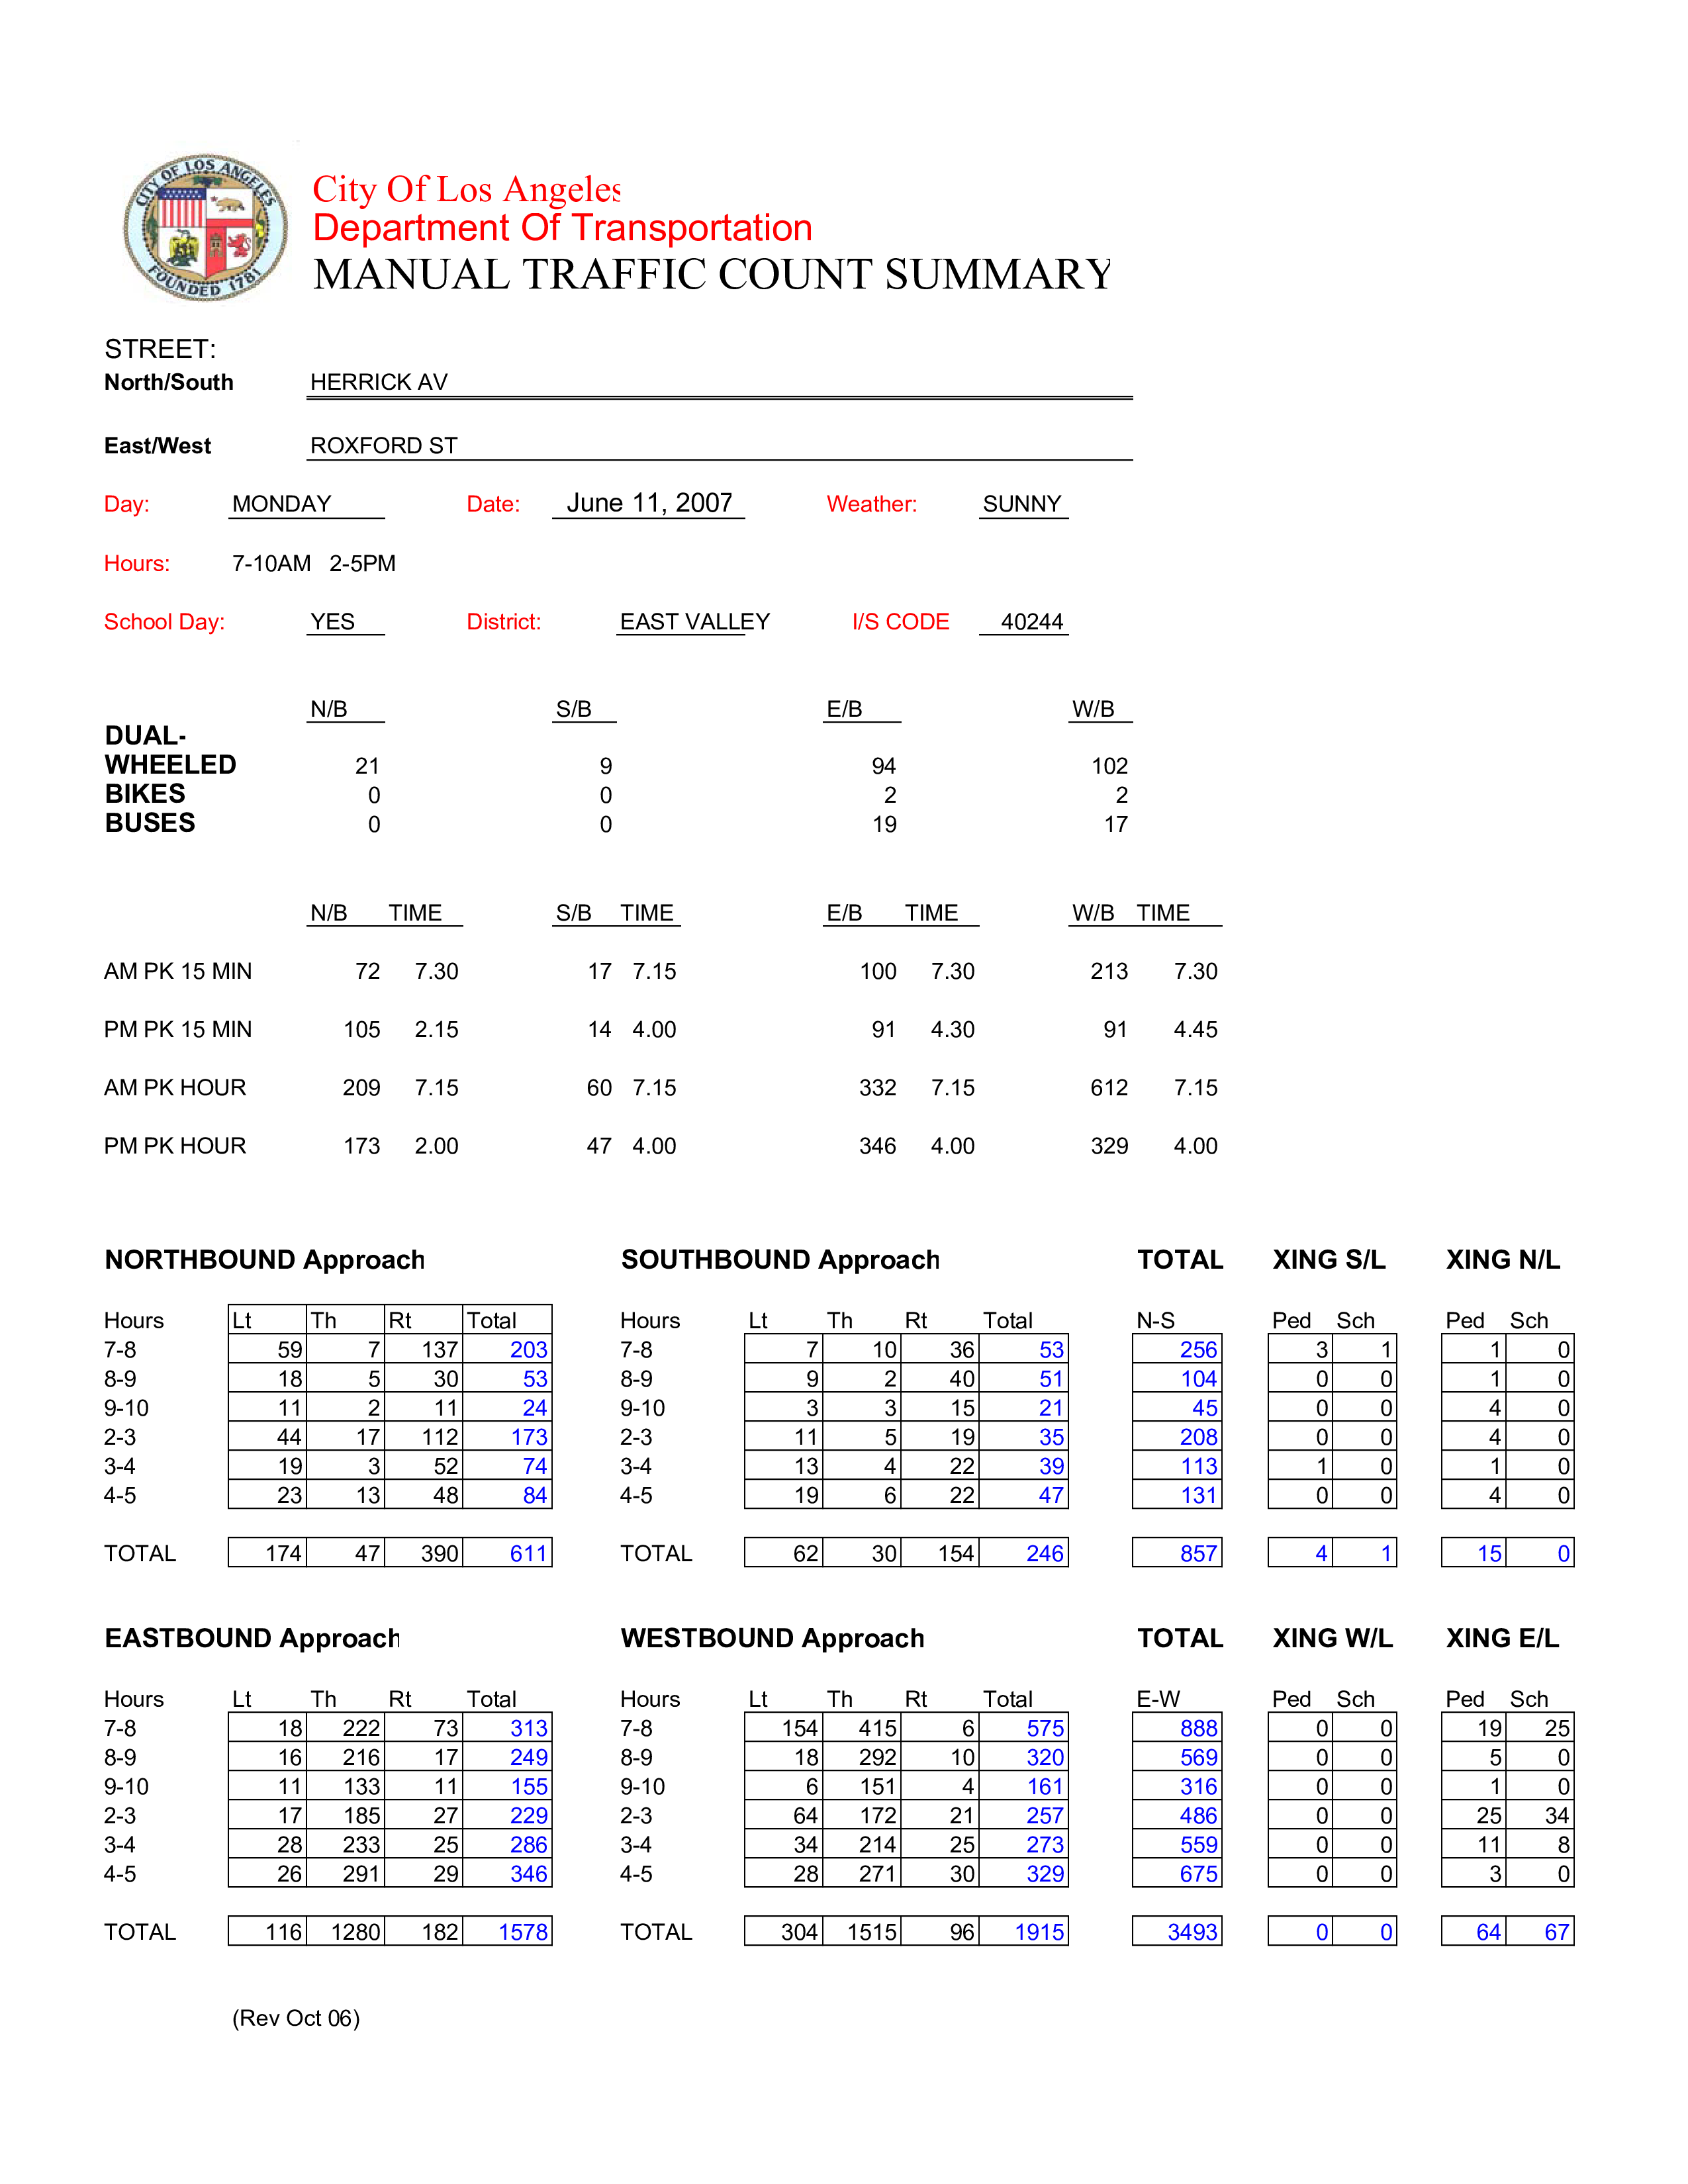 CITY OF LOS ANGELES
FOUNDED 1781
City Of Los Angeles
Department Of Transportation
MANUAL TRAFFIC COUNT SUMMARY
STREET:
North/South HERRICK AV
East/West ROXFORD ST
Day: MONDAY Date: June 11, 2007 Weather: SUNNY
Hours: 7-10AM 2-5PM
School Day: YES District: EAST VALLEY I/S CODE 40244
N/B S/B E/B W/B
DUAL-
WHEELED 21 9 94 102
BIKES 0 0 2 2
BUSES 0 0 19 17
N/B TIME S/B TIME E/B TIME W/B TIME
AM PK 15 MIN 72 7.30 17 7.15 100 7.30 213 7.30
PM PK 15 MIN 105 2.15 14 4.00 91 4.30 91 4.45
AM PK HOUR 209 7.15 60 7.15 332 7.15 612 7.15
PM PK HOUR 173 2.00 47 4.00 346 4.00 329 4.00
NORTHBOUND Approach SOUTHBOUND Approach TOTAL XING S/L XING N/L
Hours Lt Th Rt Total Hours Lt Th Rt Total N-S Ped Sch Ped Sch
7-8 59 7 137 203 7-8 7 10 36 53 256 3 1 1 0
8-9 18 5 30 53 8-9 9 2 40 51 104 0 0 1 0
9-10 11 2 11 24 9-10 3 3 15 21 45 0 0 4 0
2-3 44 17 112 173 2-3 11 5 19 35 208 0 0 4 0
3-4 19 3 52 74 3-4 13 4 22 39 113 1 0 1 0
4-5 23 13 48 84 4-5 19 6 22 47 131 0 0 4 0
TOTAL 174 47 390 611 TOTAL 62 30 154 246 857 4 1 15 0
EASTBOUND Approach WESTBOUND Approach TOTAL XING W/L XING E/L
Hours Lt Th Rt Total Hours Lt Th Rt Total E-W Ped Sch Ped Sch
7-8 18 222 73 313 7-8 154 415 6 575 888 0 0 19 25
8-9 16 216 17 249 8-9 18 292 10 320 569 0 0 5 0
9-10 11 133 11 155 9-10 6 151 4 161 316 0 0 1 0
2-3 17 185 27 229 2-3 64 172 21 257 486 0 0 25 34
3-4 28 233 25 286 3-4 34 214 25 273 559 0 0 11 8
4-5 26 291 29 346 4-5 28 271 30 329 675 0 0 3 0
TOTAL 116 1280 182 1578 TOTAL 304 1515 96 1915 3493 0 0 64 67
(Rev Oct 06)